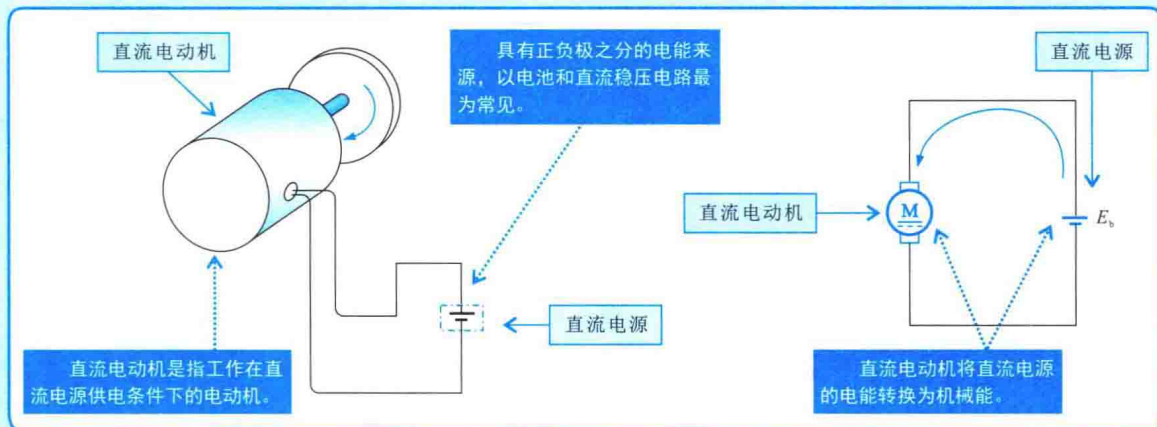 直流电动机
具有正负极之分的电能来
源，以电池和直流稳压电路最
为常见。
直流电源
直流电动机是指工作在直
流电源供电条件下的电动机。
直流电源
直流电动机
M
E_b
直流电动机将直流电源
的电能转换为机械能。